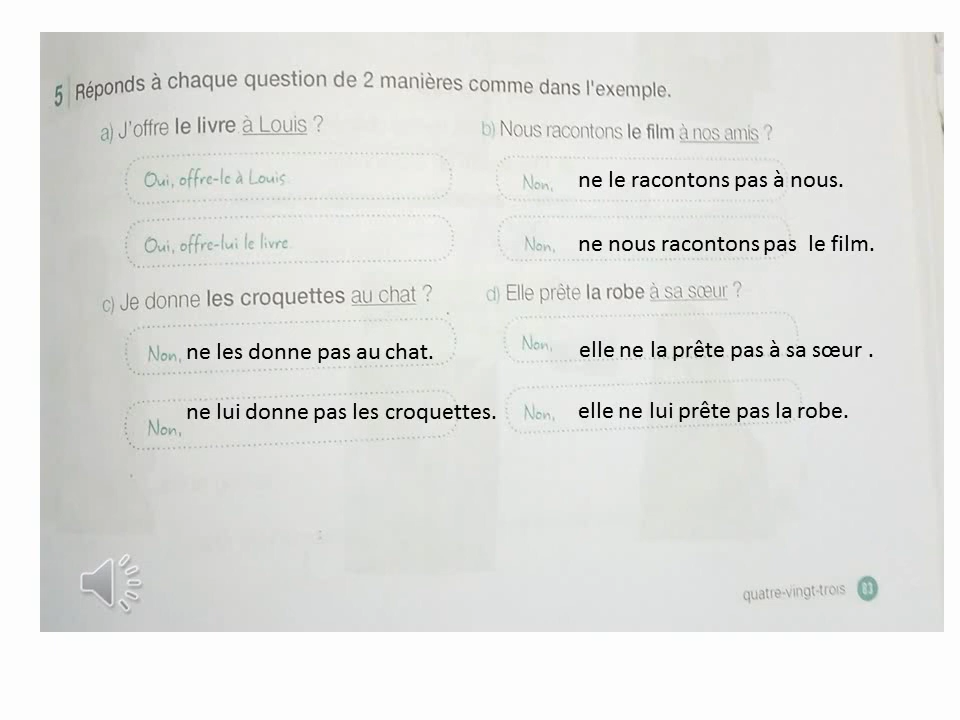 5 Réponds à chaque question de 2 manières comme dans l'exemple.
a) J'offre le livre à Louis ?
Oui, offre-le à Louis.
Oui, offre-lui le livre.
b) Nous racontons le film à nos amis ?
Non, ne le racontons pas à nous.
Non, ne nous racontons pas le film.
c) Je donne les croquettes au chat ?
Non, ne les donne pas au chat.
Non, ne lui donne pas les croquettes.
d) Elle prête la robe à sa sœur ?
Non, elle ne la prête pas à sa sœur .
Non, elle ne lui prête pas la robe.
quatre-vingt-trois 83